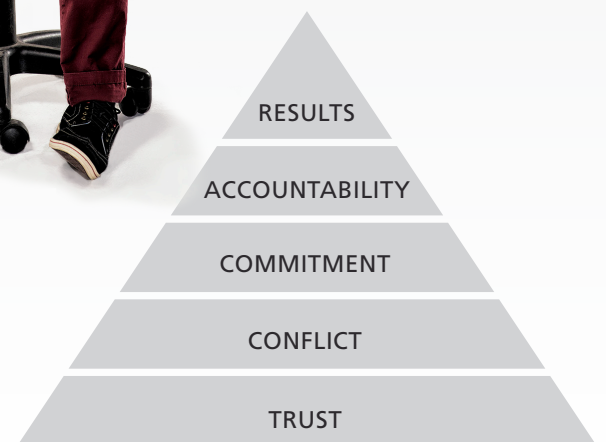 RESULTS
ACCOUNTABILITY
COMMITMENT
CONFLICT
TRUST